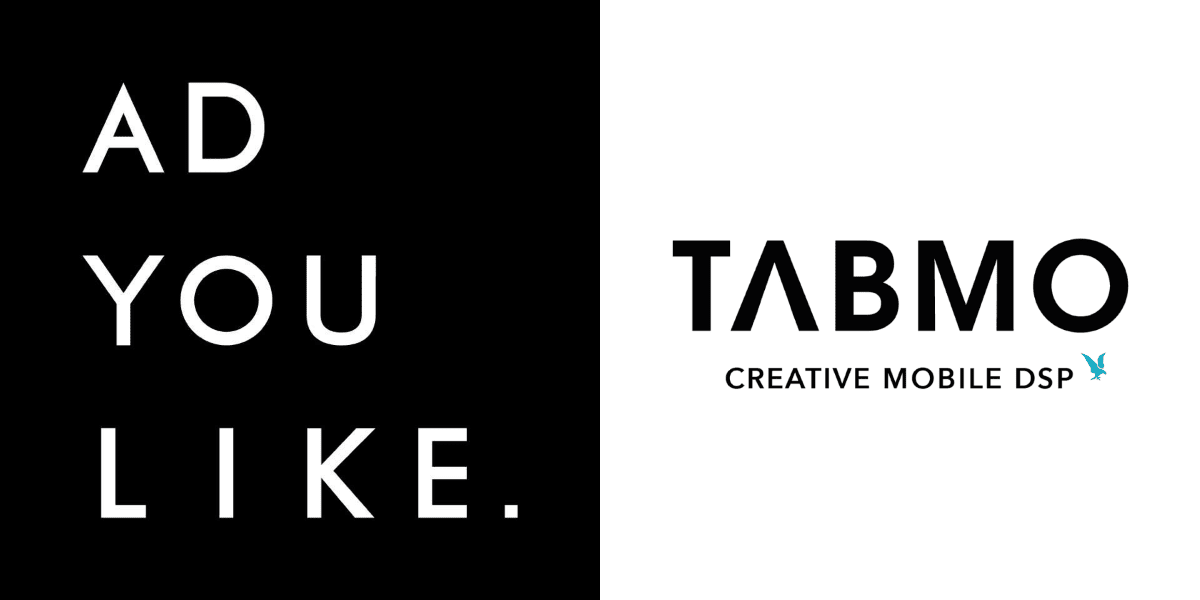 AD
YOU
LIKE.
TABMO
CREATIVE MOBILE DSP